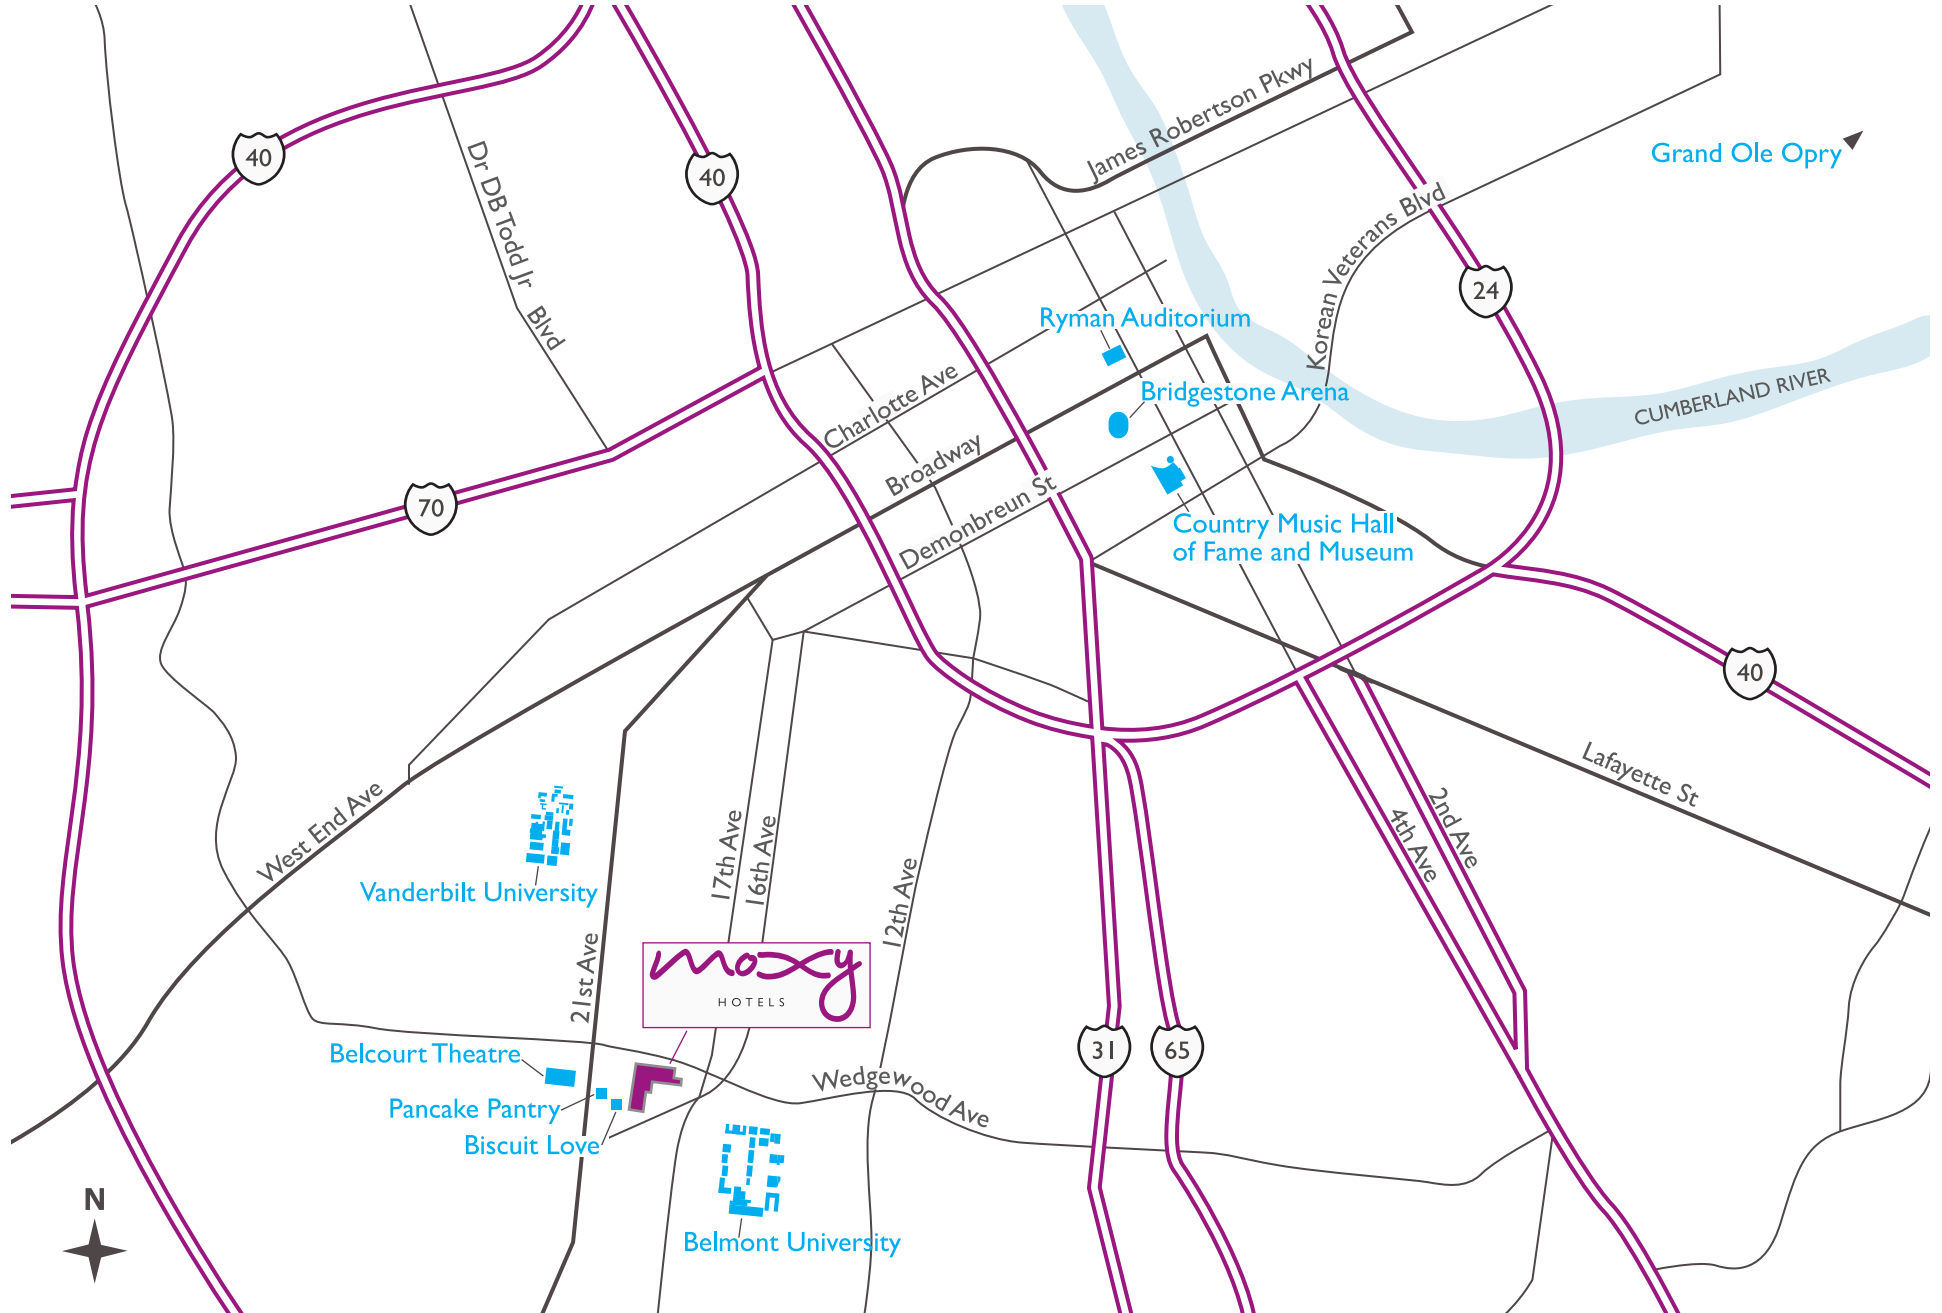 James Robertson Pkwy
Grand Ole Opry
40
40
Dr DB Todd Jr Blvd
Korean Veterans Blvd
24
Ryman Auditorium
Bridgestone Arena
CUMBERLAND RIVER
Charlotte Ave
Broadway
Demonbreun St
70
Country Music Hall
of Fame and Museum
40
Lafayette St
West End Ave
Vanderbilt University
17th Ave
16th Ave
12th Ave
4th Ave
2nd Ave
21st Ave
moxy
HOTELS
31
65
Belcourt Theatre
Pancake Pantry
Biscuit Love
Wedgewood Ave
N
Belmont University